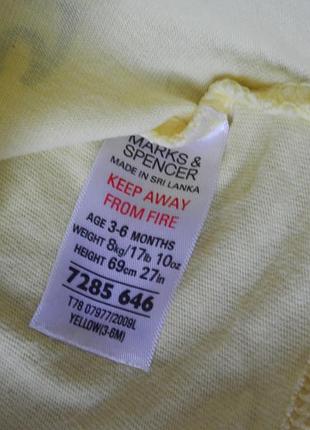 MARKS &
SPENCER
MADE IN SRI LANKA
KEEP AWAY
FROM FIRE
AGE 3-6 MONTHS
WEIGHT 8kg/17lb 10oz
HEIGHT 69cm 27in
7285 646
T78 07977/2009L
YELLOW(3-6M)